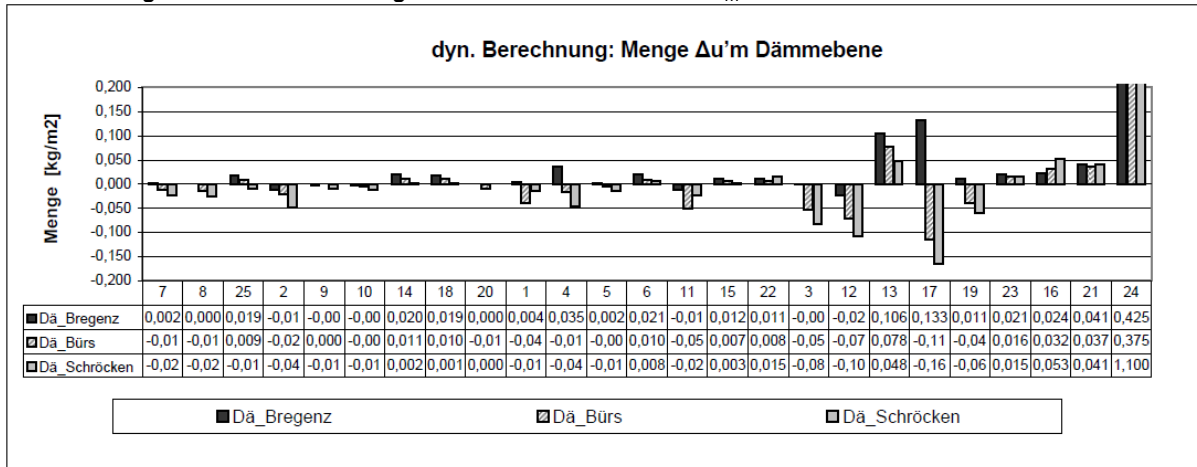 dyn. Berechnung: Menge Δu'm Dämmebene
Menge [kg/m2]
0,200
0,150
0,100
0,050
0,000
-0,050
-0,100
-0,150
-0,200
7 8 25 2 9 10 14 18 20 1 4 5 6 11 15 22 3 12 13 17 19 23 16 21 24
Dä_Bregenz 0,002 0,000 0,019 -0,01 -0,00 -0,00 0,020 0,019 0,000 0,004 0,035 0,002 0,021 -0,01 0,012 0,011 -0,00 -0,02 0,106 0,133 0,011 0,021 0,024 0,041 0,425
Dä_Bürs -0,01 -0,01 0,009 -0,02 0,000 -0,00 0,011 0,010 -0,01 -0,04 -0,01 -0,00 0,010 -0,05 0,007 0,008 -0,05 -0,07 0,078 -0,11 -0,04 0,016 0,032 0,037 0,375
Dä_Schröcken -0,02 -0,02 -0,01 -0,04 -0,01 -0,01 0,002 0,001 0,000 -0,01 -0,04 -0,01 0,008 -0,02 0,003 0,015 -0,08 -0,10 0,048 -0,16 -0,06 0,015 0,053 0,041 1,100
Dä_Bregenz Dä_Bürs Dä_Schröcken